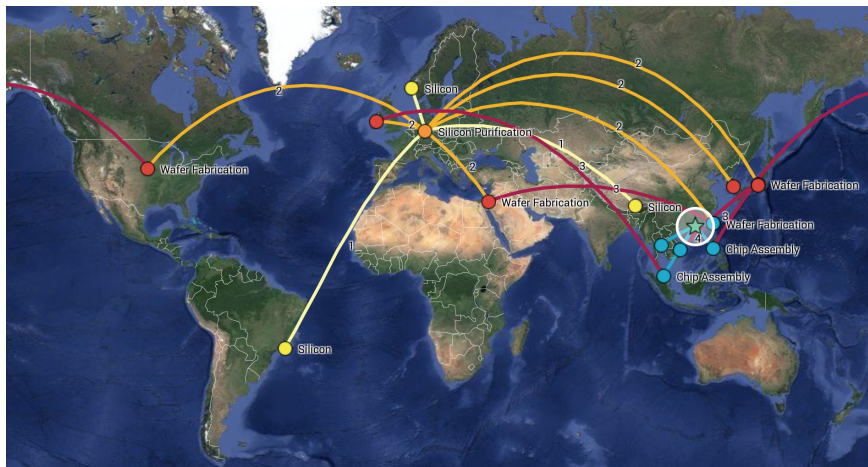 2
Silicon
2
2
2
Silicon Purification
1
2
3
Wafer Fabrication
2
3
Wafer Fabrication
Wafer Fabrication
Silicon
3
Wafer Fabrication
4
1
Chip Assembly
Chip Assembly
Silicon